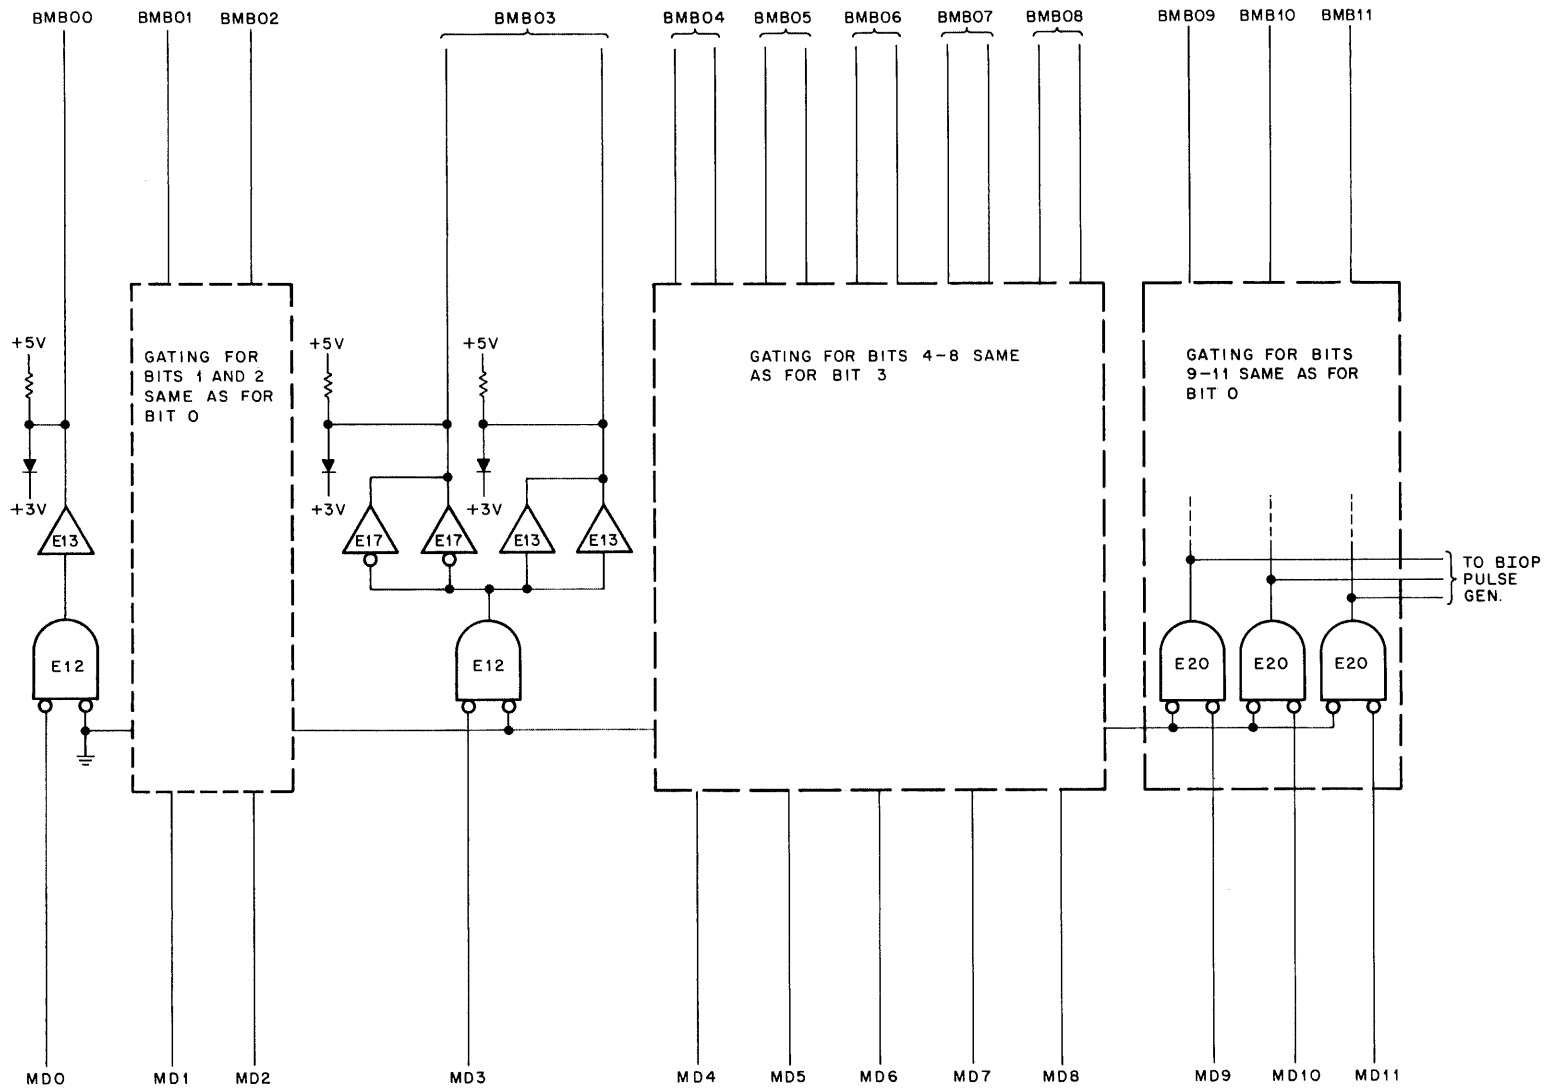 BMB00 BMB01 BMB02 BMB03 BMB04 BMB05 BMB06 BMB07 BMB08 BMB09 BMB10 BMB11
+5V
GATING FOR
BITS 1 AND 2
SAME AS FOR
BIT 0
+5V
+5V
GATING FOR BITS 4-8 SAME
AS FOR BIT 3
GATING FOR BITS
9-11 SAME AS FOR
BIT 0
+3V
+3V
+3V
E13
E17
E17
E13
E13
TO BIOP
PULSE
GEN.
E12
E12
E20
E20
E20
MD0 MD1 MD2 MD3 MD4 MD5 MD6 MD7 MD8 MD9 MD10 MD11